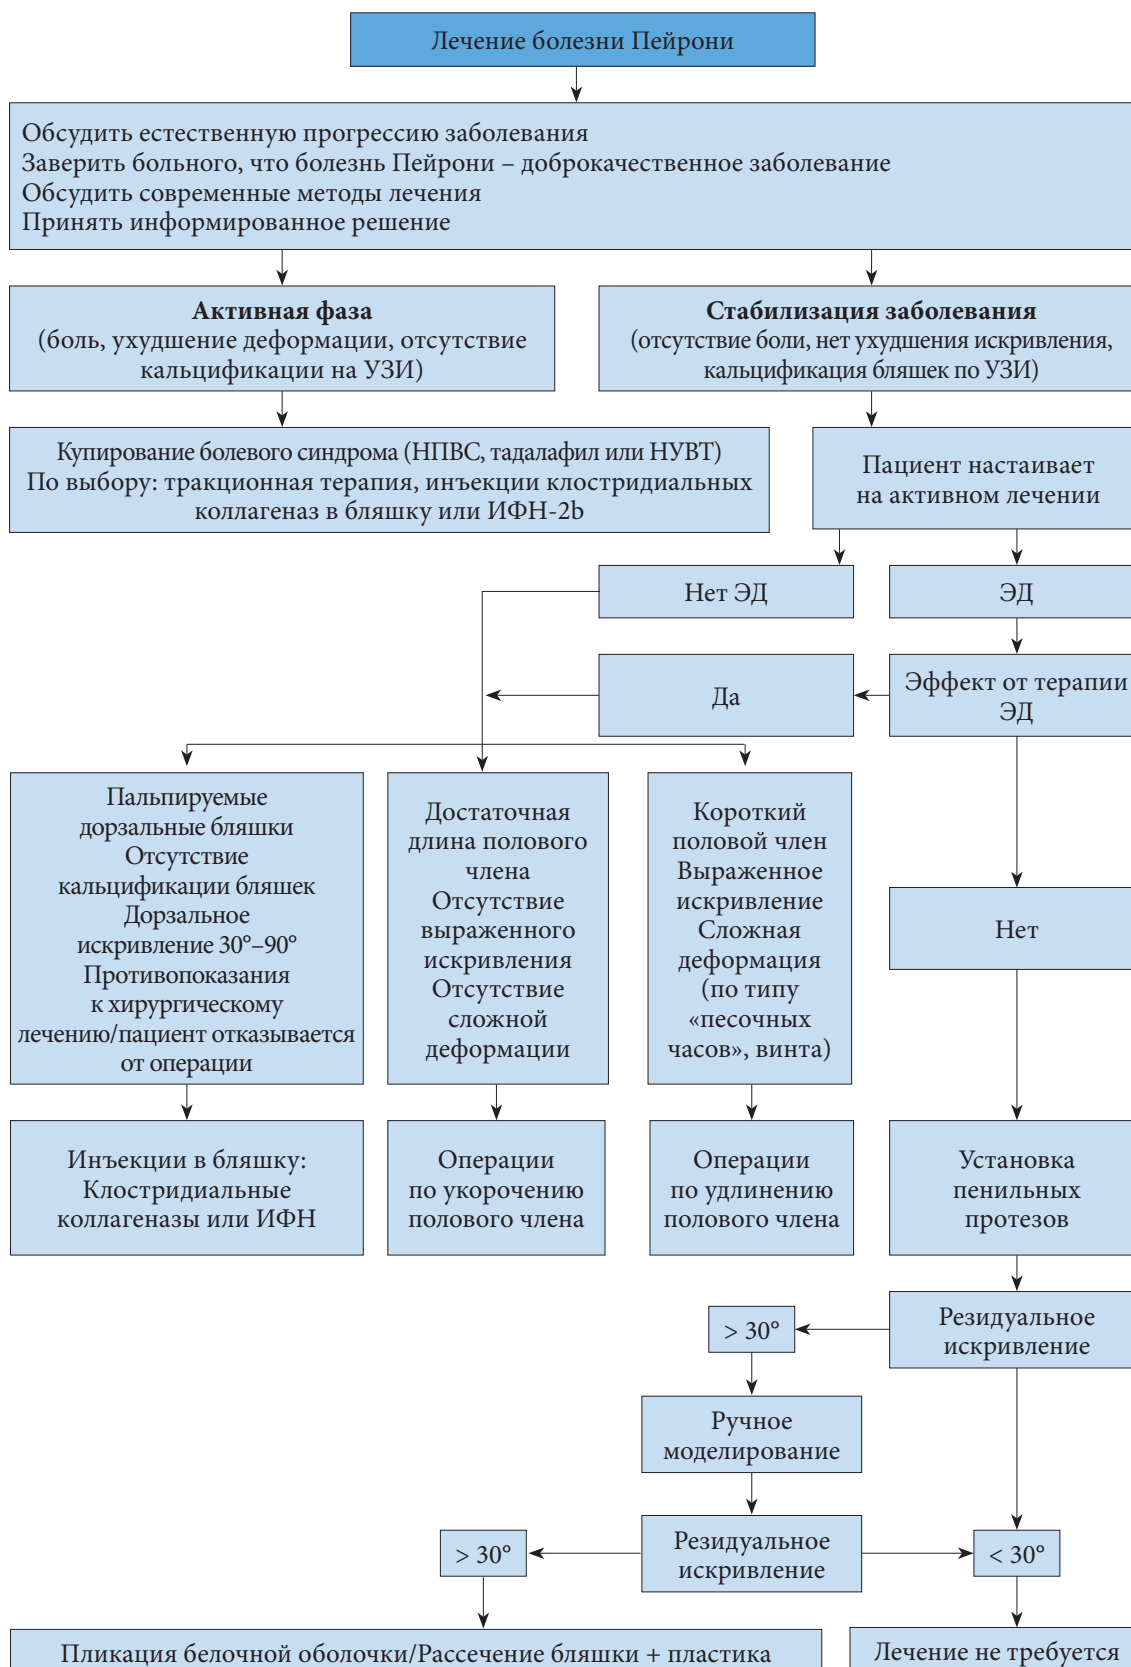 Лечение болезни Пейрони
Обсудить естественную прогрессию заболевания
Заверить больного, что болезнь Пейрони – доброкачественное заболевание
Обсудить современные методы лечения
Принять информированное решение
Активная фаза
(боль, ухудшение деформации, отсутствие
кальцификации на УЗИ)
Стабилизация заболевания
(отсутствие боли, нет ухудшения искривления,
кальцификация бляшек по УЗИ)
Купирование болевого синдрома (НПВС, тадалафил или НУВТ)
По выбору: тракционная терапия, инъекции клостридиальных
коллагеназ в бляшку или ИФН-2b
Пациент настаивает
на активном лечении
Нет ЭД
ЭД
Да
Эффект от терапии
ЭД
Пальпируемые
дорзальные бляшки
Отсутствие
кальцификации бляшек
Дорзальное
искривление 30°–90°
Противопоказания
к хирургическому
лечению/пациент отказывается
от операции
Достаточная
длина полового
члена
Отсутствие
выраженного
искривления
Отсутствие
сложной
деформации
Короткий
половой член
Выраженное
искривление
Сложная
деформация
(по типу
«песочных
часов», винта)
Нет
Инъекции в бляшку:
Клостридиальные
коллагеназы или ИФН
Операции
по укорочению
полового члена
Операции
по удлинению
полового члена
Установка
пенильных
протезов
> 30°
Резидуальное
искривление
Ручное
моделирование
> 30°
Резидуальное
искривление
< 30°
Пликация белочной оболочки/Рассечение бляшки + пластика
Лечение не требуется